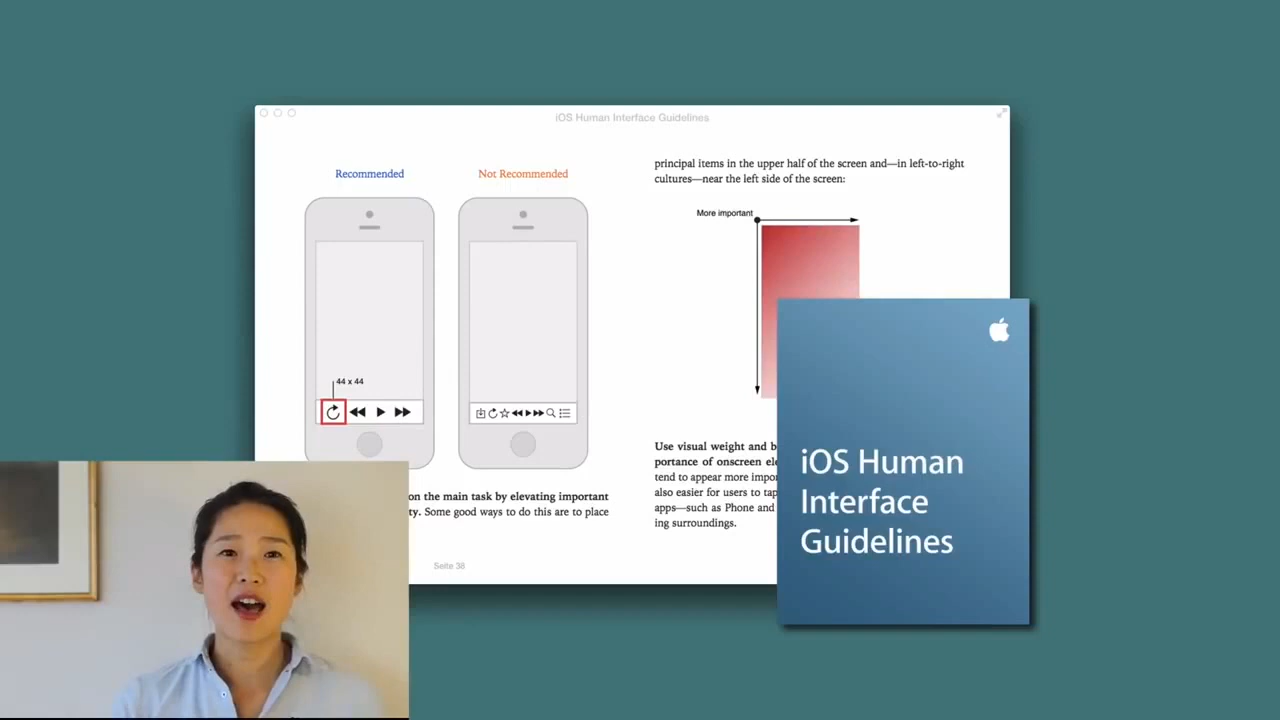 iOS Human Interface Guidelines
Recommended
Not Recommended
44 x 44
on the main task by elevating important
ty. Some good ways to do this are to place
Seite 38
principal items in the upper half of the screen and—in left-to-right
cultures—near the left side of the screen:
More important
Use visual weight and b
portance of onscreen ele
tend to appear more impor
also easier for users to tap
apps—such as Phone and
ing surroundings.
iOS Human
Interface
Guidelines